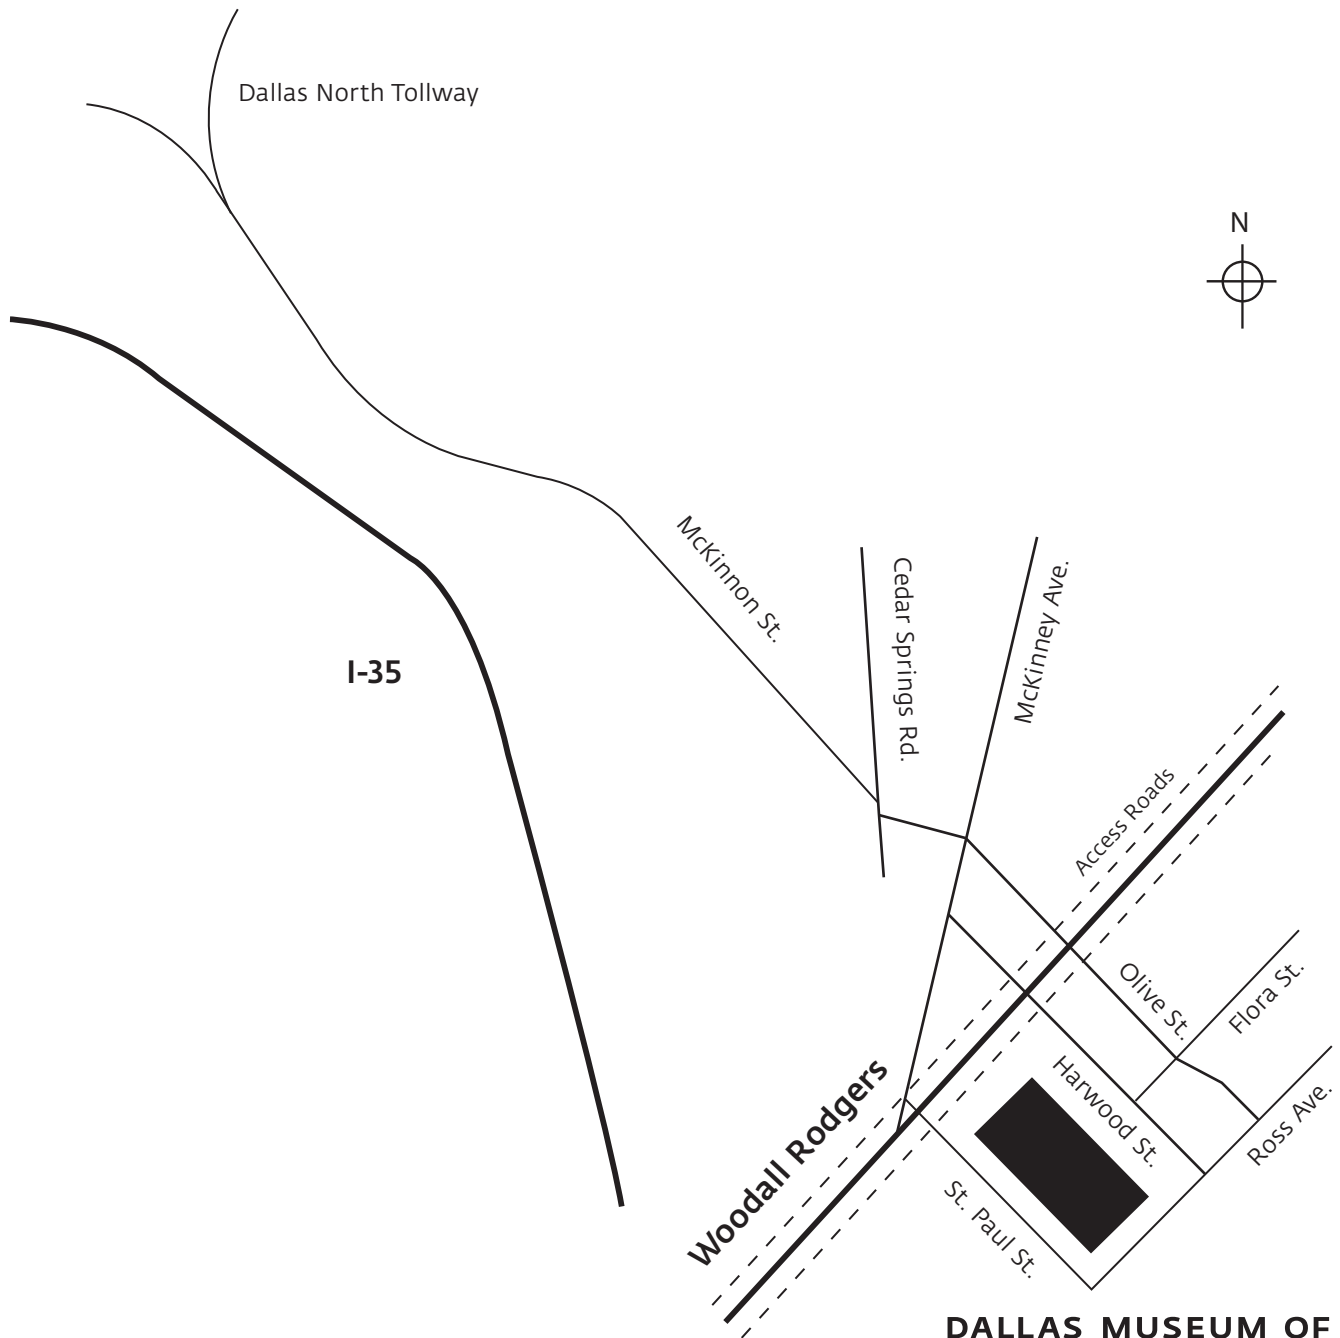 Dallas North Tollway
N
McKinnon St.
Cedar Springs Rd.
McKinney Ave.
I-35
Access Roads
Olive St.
Flora St.
Woodall Rodgers
Harwood St.
Ross Ave.
St. Paul St.
DALLAS MUSEUM OF